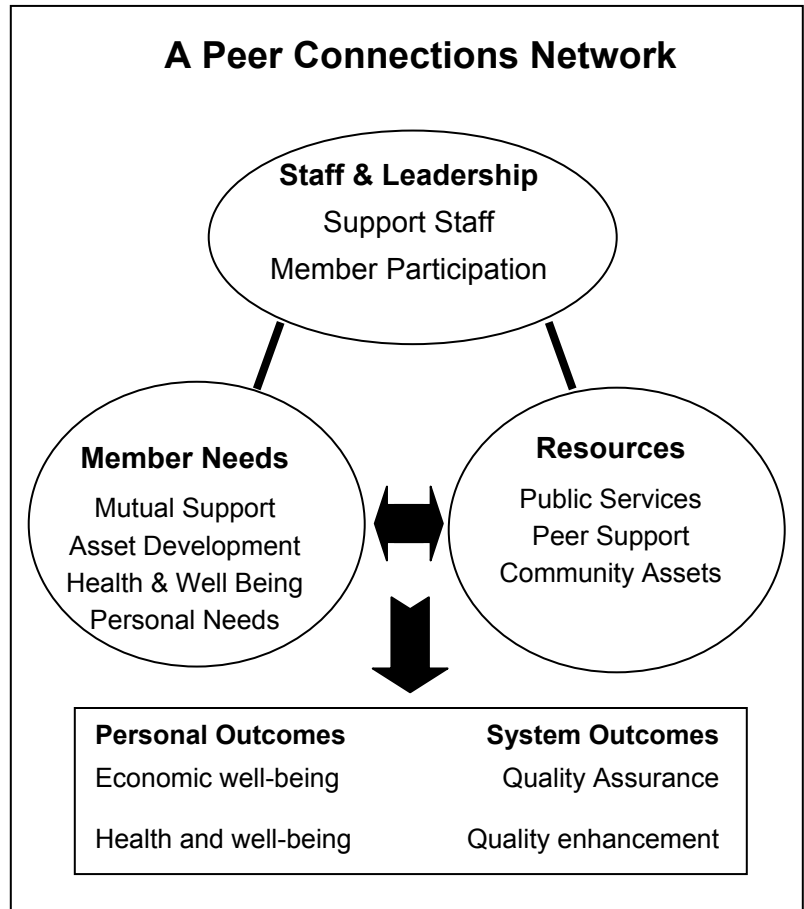 A Peer Connections Network
Staff & Leadership
Support Staff
Member Participation
Member Needs
Mutual Support
Asset Development
Health & Well Being
Personal Needs
Resources
Public Services
Peer Support
Community Assets
Personal Outcomes
Economic well-being
Health and well-being
System Outcomes
Quality Assurance
Quality enhancement